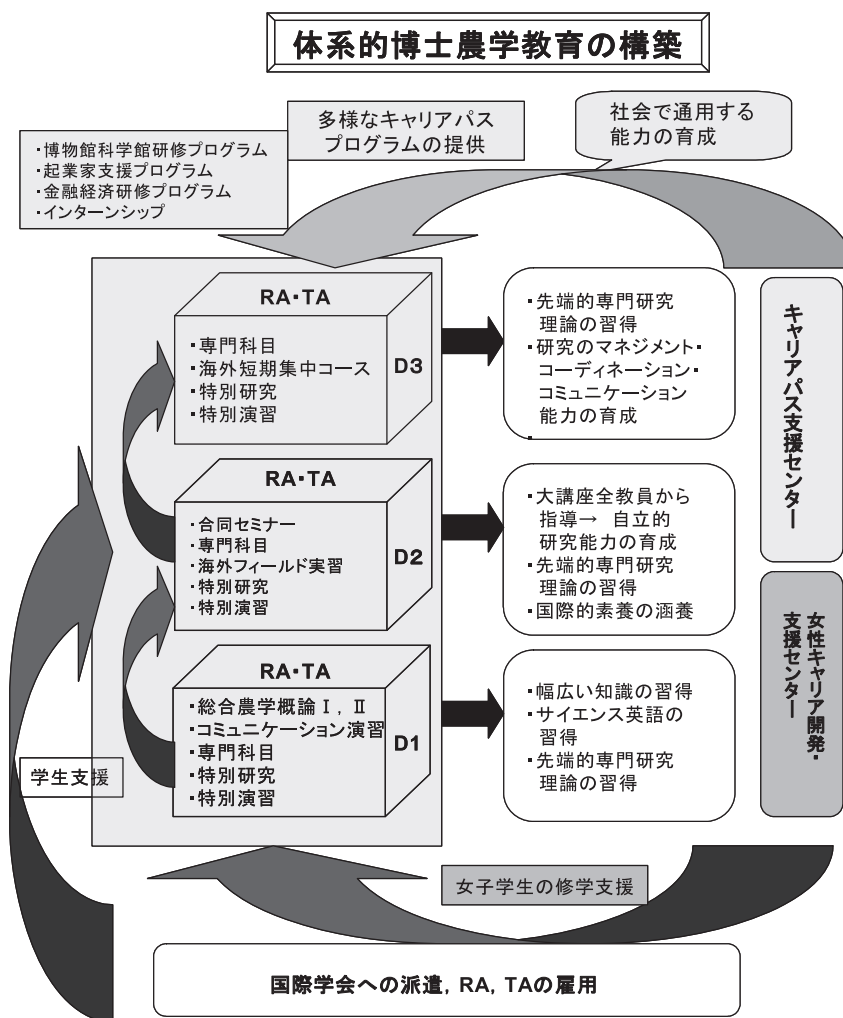 体系的博士農学教育の構築
多様なキャリアパス
プログラムの提供
社会で通用する
能力の育成
・博物館科学館研修プログラム
・起業家支援プログラム
・金融経済研修プログラム
・インターンシップ
RA・TA
・専門科目
・海外短期集中コース
・特別研究
・特別演習
D3
・先端的専門研究
理論の習得
・研究のマネジメント・
コーディネーション・
コミュニケーション
能力の育成
・
キャリアパス支援センター
RA・TA
・合同セミナー
・専門科目
・海外フィールド実習
・特別研究
・特別演習
D2
・大講座全教員から
指導→ 自立的
研究能力の育成
・先端的専門研究
理論の習得
・国際的素養の涵養
女性キャリア開発・
支援センター
RA・TA
・総合農学概論Ⅰ, Ⅱ
・コミュニケーション演習
・専門科目
・特別研究
・特別演習
D1
・幅広い知識の習得
・サイエンス英語の
習得
・先端的専門研究
理論の習得
学生支援
女子学生の修学支援
国際学会への派遣, RA, TAの雇用